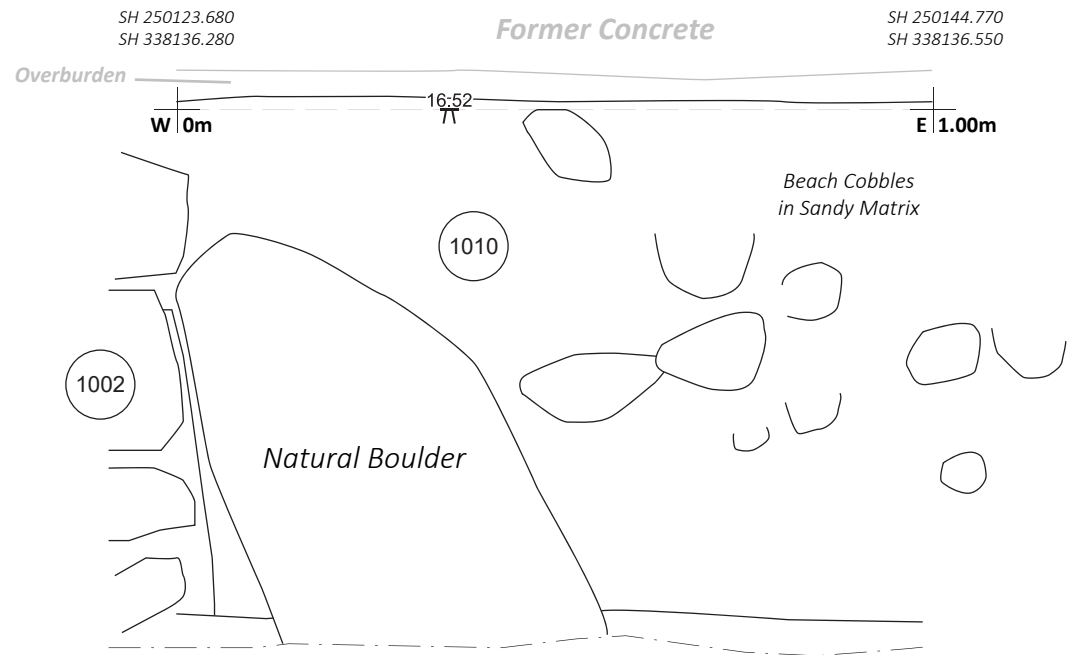 SH 250123.680
SH 338136.280
Former Concrete
SH 250144.770
SH 338136.550
Overburden
16.52
W 0m
E 1.00m
Beach Cobbles
in Sandy Matrix
1010
1002
Natural Boulder